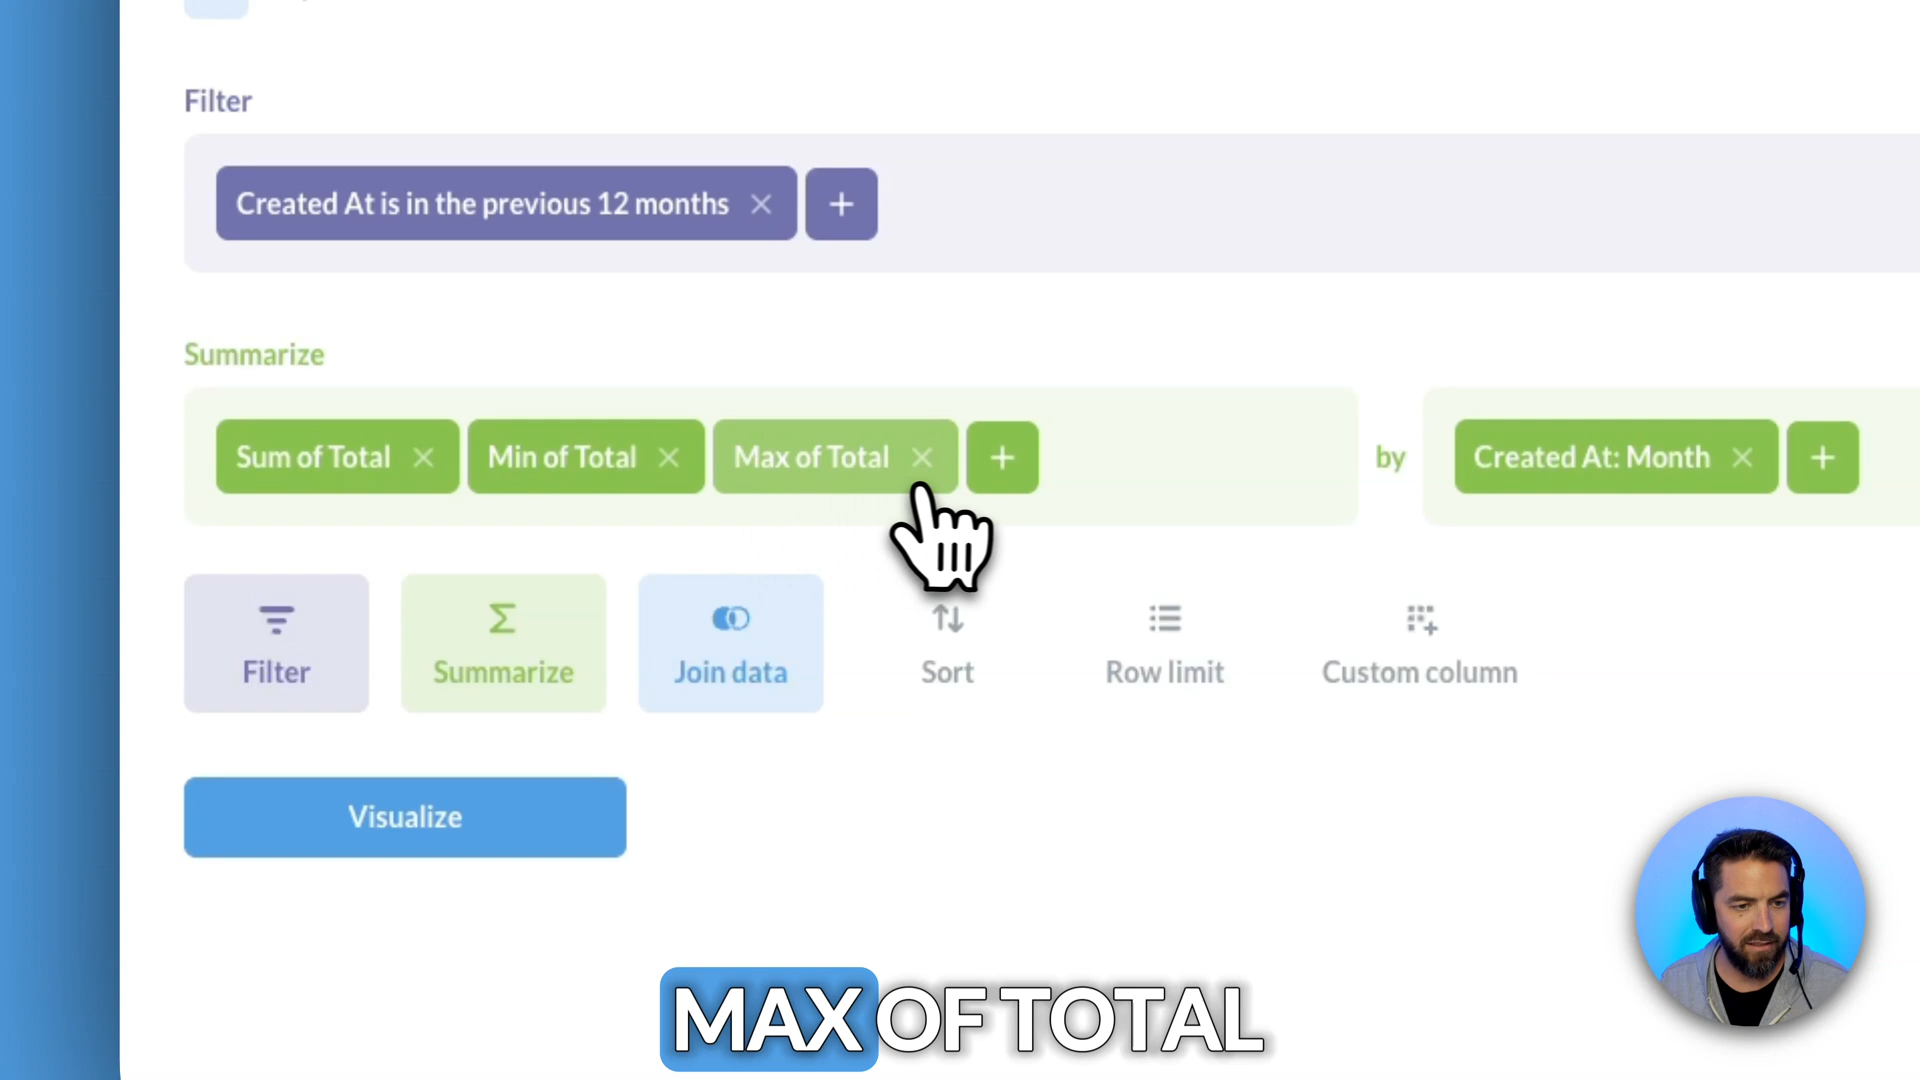 Filter
Created At is in the previous 12 months
Summarize
Sum of Total
Min of Total
Max of Total
by
Created At: Month
Filter
Summarize
Join data
Sort
Row limit
Custom column
Visualize
MAX OF TOTAL